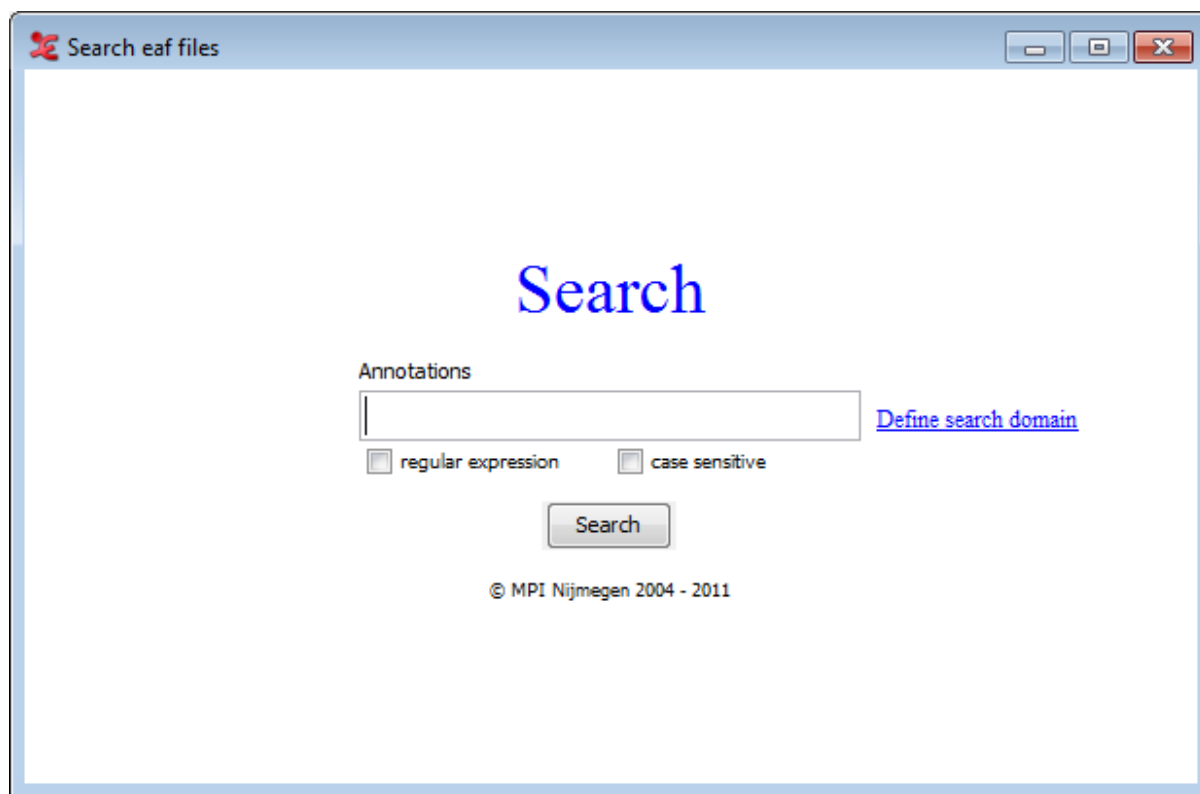 Search eaf files
Search
Annotations
Define search domain
regular expression case sensitive
Search
© MPI Nijmegen 2004 - 2011